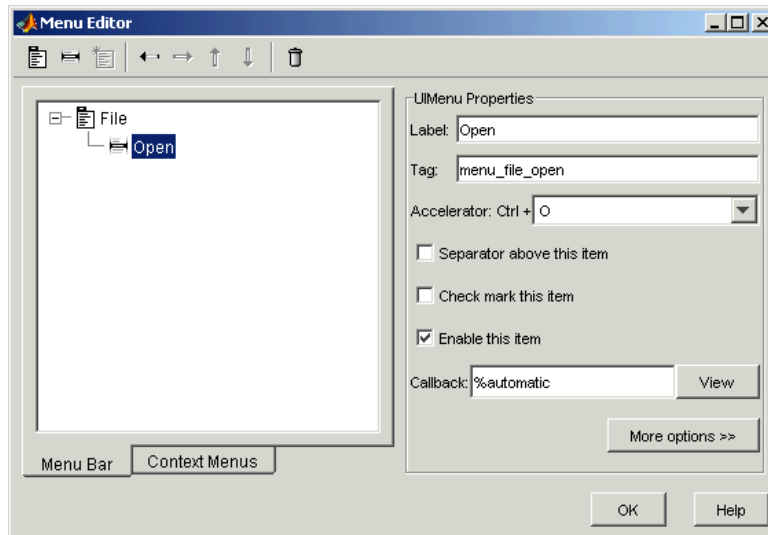 Menu Editor
File
Open
UIMenu Properties
Label: Open
Tag: menu_file_open
Accelerator: Ctrl + O
Separator above this item
Check mark this item
Enable this item
Callback: %automatic View
More options >>
Menu Bar Context Menus
OK Help